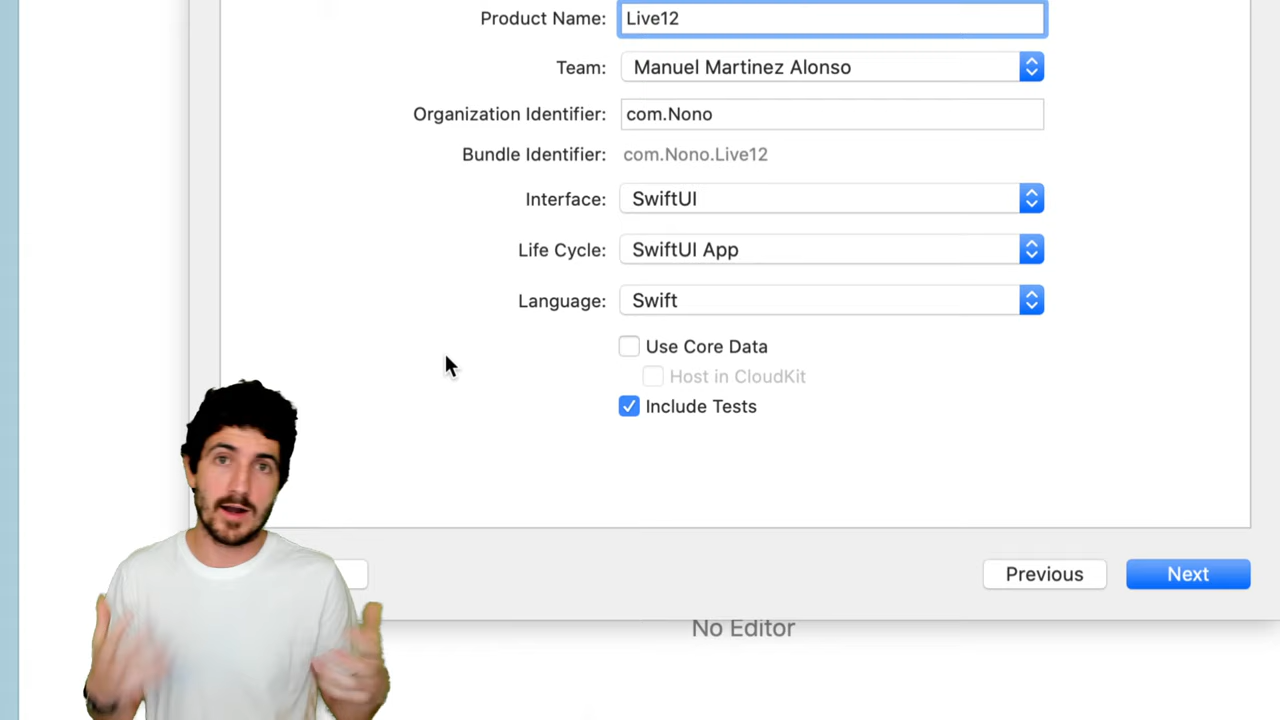 Product Name: Live12
Team: Manuel Martinez Alonso
Organization Identifier: com.Nono
Bundle Identifier: com.Nono.Live12
Interface: SwiftUI
Life Cycle: SwiftUI App
Language: Swift
Use Core Data
Host in CloudKit
Include Tests
Previous Next
No Editor